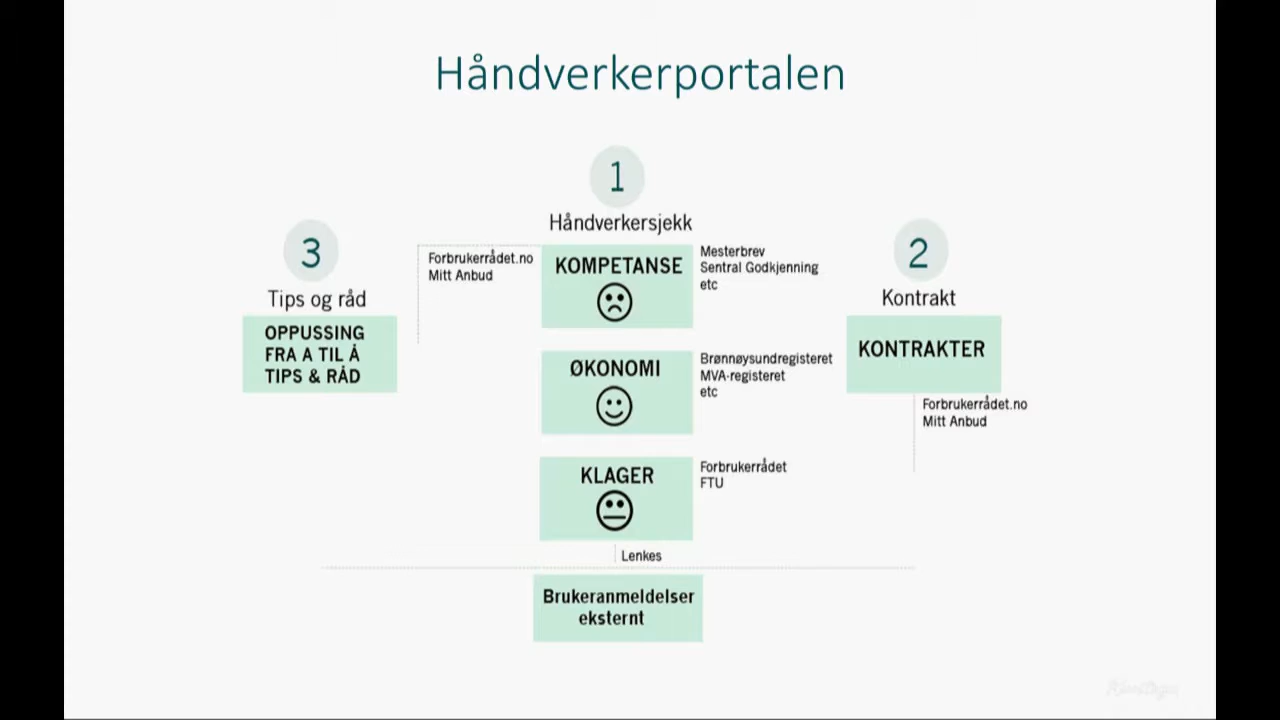 Håndverkerportalen
1
Håndverkersjekk
KOMPETANSE
Mesterbrev
Sentral Godkjenning
etc
Forbrukerrådet.no
Mitt Anbud
ØKONOMI
Brønnøysundregisteret
MVA-registeret
etc
KLAGER
Forbrukerrådet
FTU
Lenkes
Brukeranmeldelser
eksternt
2
Kontrakt
KONTRAKTER
Forbrukerrådet.no
Mitt Anbud
3
Tips og råd
OPPUSSING
FRA A TIL Å
TIPS & RÅD